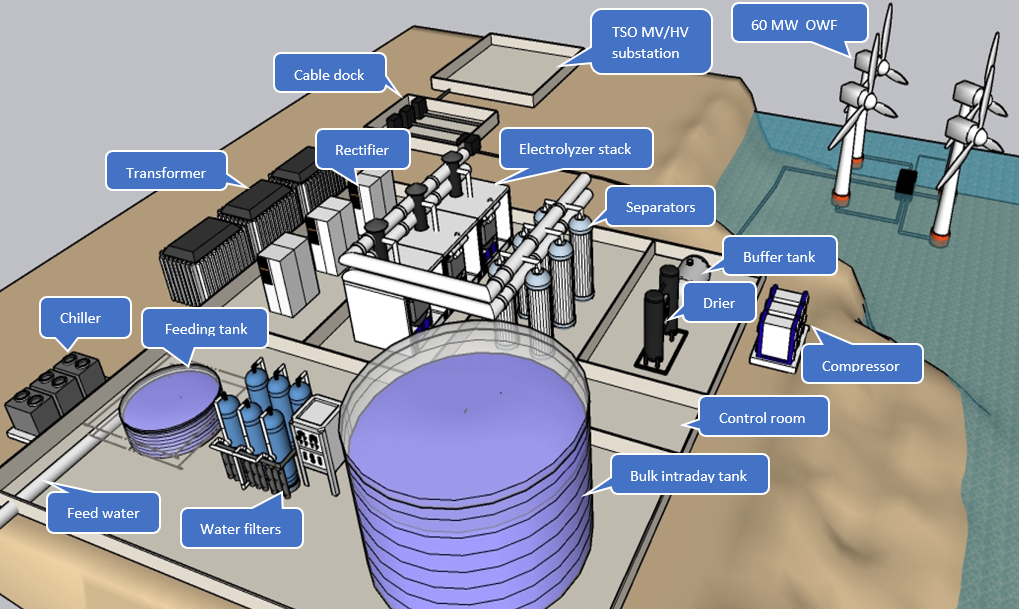 TSO MV/HV
substation
60 MW  OWF
Cable dock
Rectifier
Electrolyzer stack
Transformer
Separators
Buffer tank
Drier
Chiller
Feeding tank
Compressor
Control room
Bulk intraday tank
Feed water
Water filters